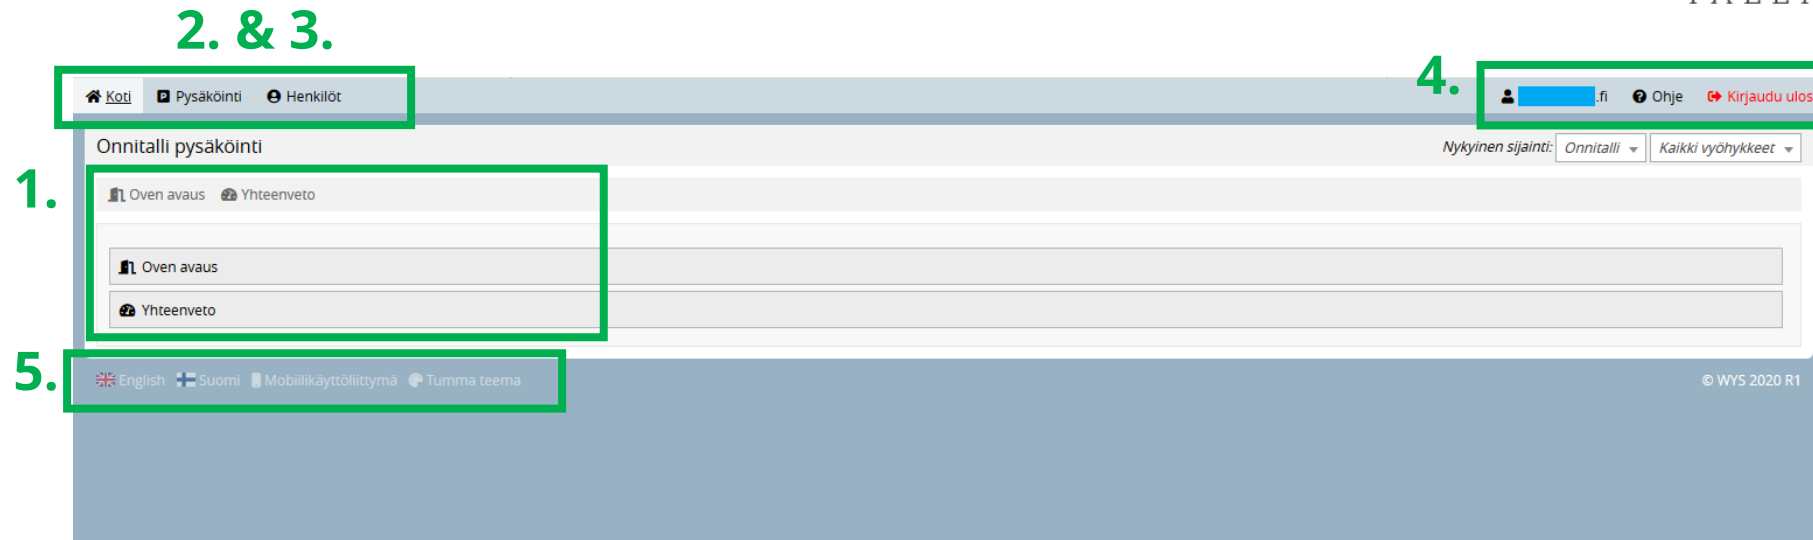 2. & 3.
4.
Koti Pysäköinti Henkilöt .fi Ohje Kirjaudu ulos
Onnitalli pysäköinti Nykyinen sijainti: Onnitalli Kaikki vyöhykkeet
1.
Oven avaus Yhteenveto
Oven avaus
Yhteenveto
5.
English Suomi Mobiilikäyttöliittymä Tumma teema © WYS 2020 R1